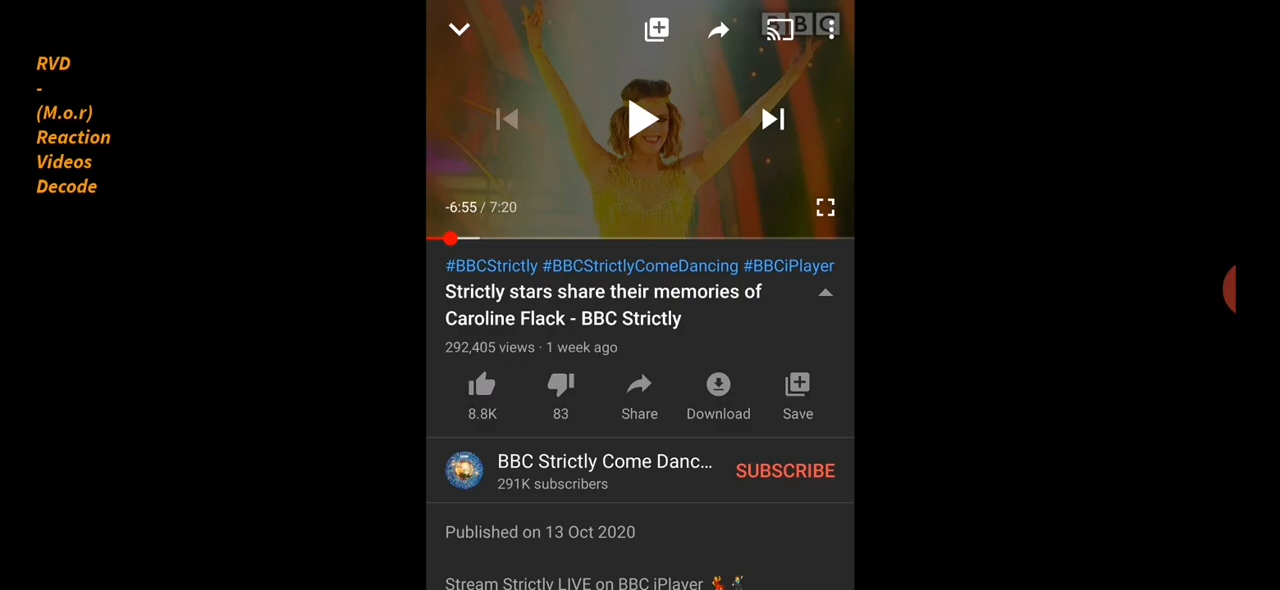 RVD
-
(M.o.r)
Reaction
Videos
Decode
BBC
-6:55 / 7:20
#BBCStrictly #BBCStrictlyComeDancing #BBCiPlayer
Strictly stars share their memories of
Caroline Flack - BBC Strictly
292,405 views · 1 week ago
8.8K
83
Share
Download
Save
BBC Strictly Come Danc...
291K subscribers
SUBSCRIBE
Published on 13 Oct 2020
Stream Strictly LIVE on BBC iPlayer 💃🕺